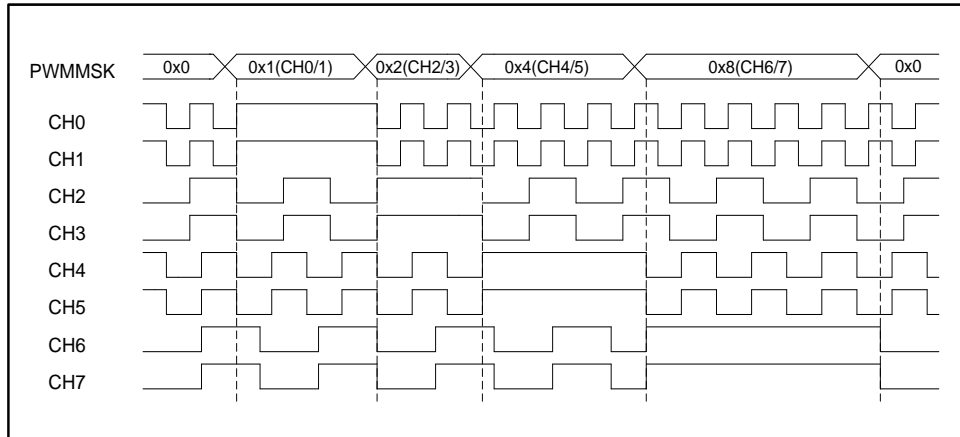 PWMMSK 0x0 0x1(CH0/1) 0x2(CH2/3) 0x4(CH4/5) 0x8(CH6/7) 0x0
CH0
CH1
CH2
CH3
CH4
CH5
CH6
CH7